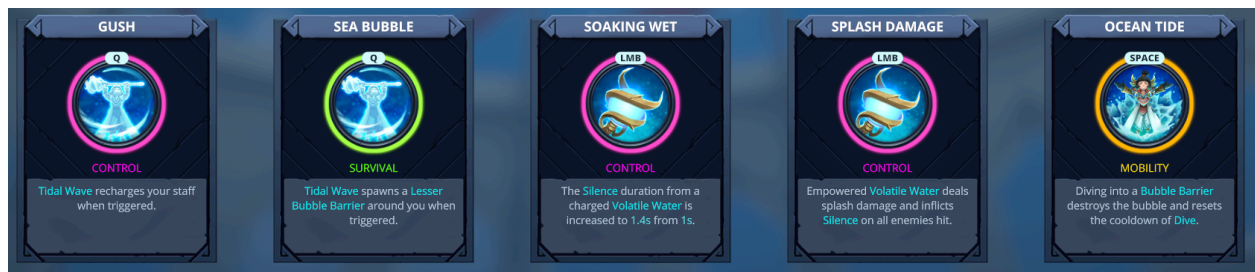 GUSH
Q
CONTROL
Tidal Wave recharges your staff
when triggered.
SEA BUBBLE
Q
SURVIVAL
Tidal Wave spawns a Lesser
Bubble Barrier around you when
triggered.
SOAKING WET
LMB
CONTROL
The Silence duration from a
charged Volatile Water is
increased to 1.4s from 1s.
SPLASH DAMAGE
LMB
CONTROL
Empowered Volatile Water deals
splash damage and inflicts
Silence on all enemies hit.
OCEAN TIDE
SPACE
MOBILITY
Diving into a Bubble Barrier
destroys the bubble and resets
the cooldown of Dive.